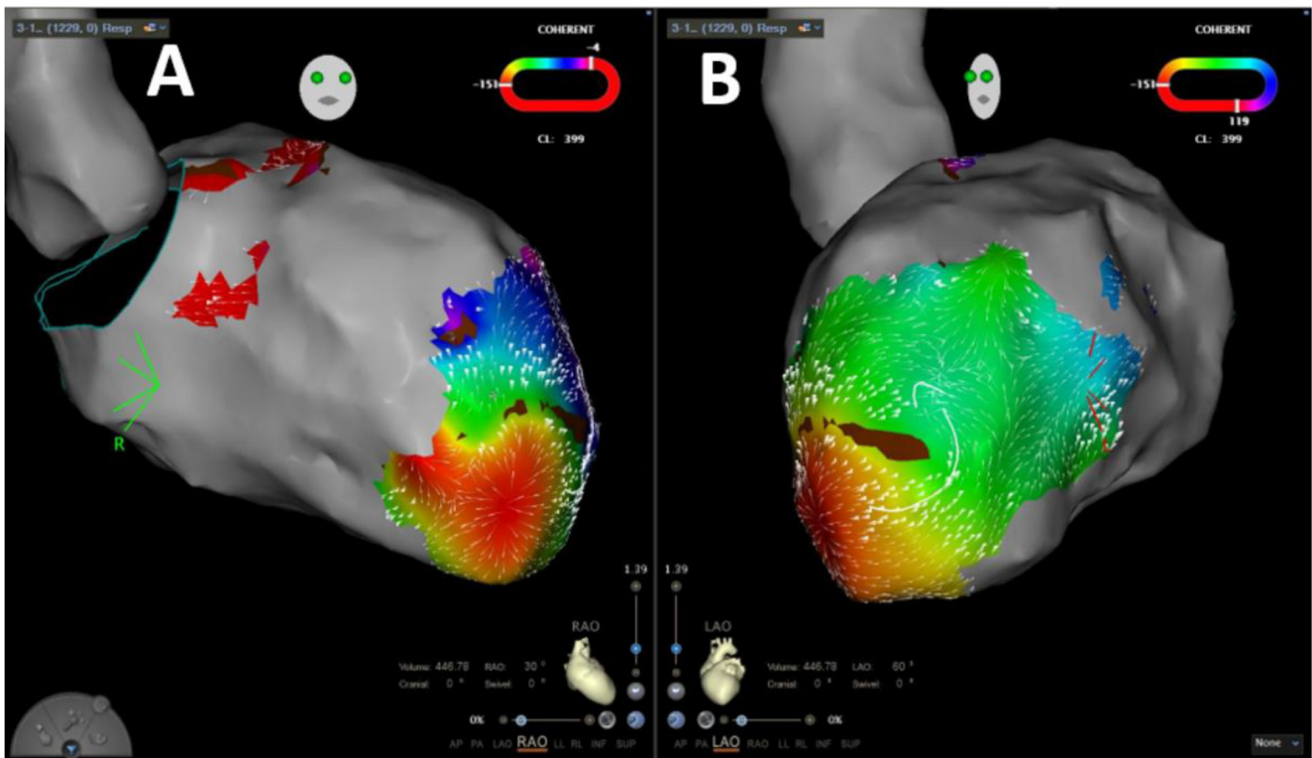 3-1_ (1229, 0) Resp
A
COHERENT
-4
-151
CL: 399
R
1.39
RAO
Volume: 446.78 RAO: 30 °
Cranial: 0 ° Swivel: 0 °
0%
AP PA LAO RAO LL RL INF SUP
3-1_ (1229, 0) Resp
B
COHERENT
-151
119
CL: 399
1.39
LAO
Volume: 446.78 LAO: 60 °
Cranial: 0 ° Swivel: 0 °
0%
AP PA LAO RAO LL RL INF SUP
None